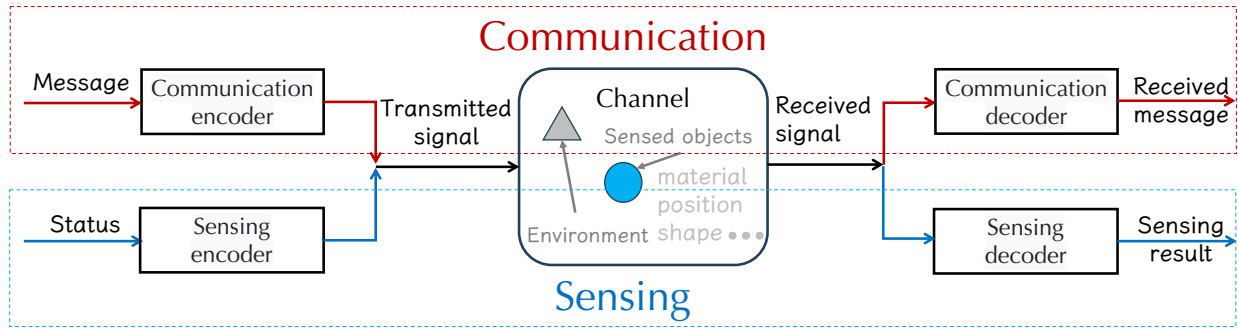 Communication
Message
Communication
encoder
Transmitted
signal
Channel
Sensed objects
material
position
shape
Environment
Received
signal
Communication
decoder
Received
message
Status
Sensing
encoder
Sensing
decoder
Sensing
result
Sensing